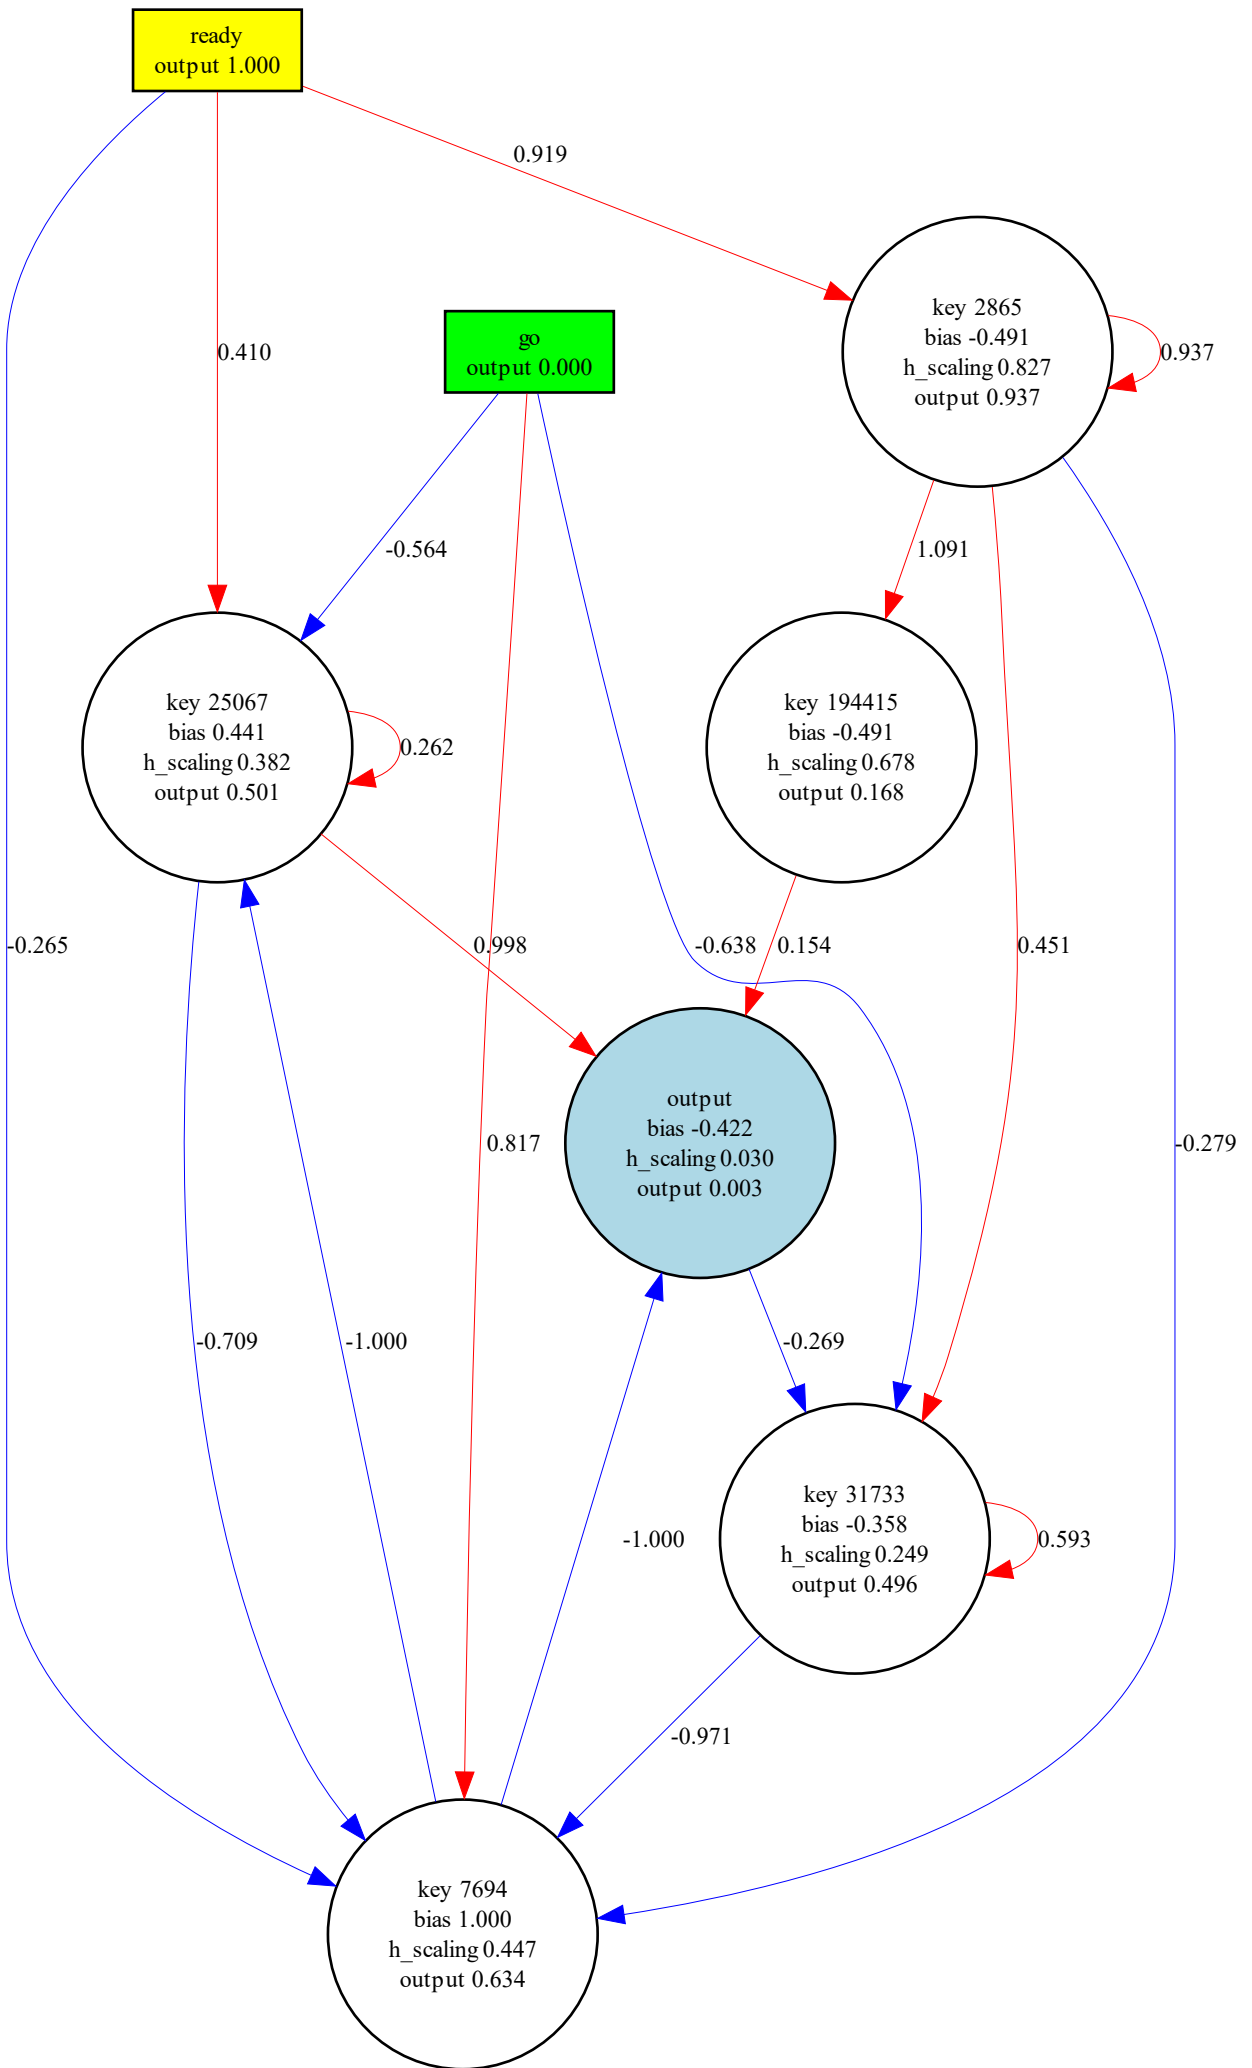 ready
output 1.000
0.919
key 2865
bias -0.491
h_scaling 0.827
output 0.937
0.937
go
output 0.000
0.410
-0.564
1.091
key 25067
bias 0.441
h_scaling 0.382
output 0.501
0.262
key 194415
bias -0.491
h_scaling 0.678
output 0.168
-0.265
0.998
-0.638
0.154
0.451
output
bias -0.422
h_scaling 0.030
output 0.003
0.817
-0.279
-0.709
-1.000
-0.269
key 31733
bias -0.358
h_scaling 0.249
output 0.496
0.593
-1.000
-0.971
key 7694
bias 1.000
h_scaling 0.447
output 0.634